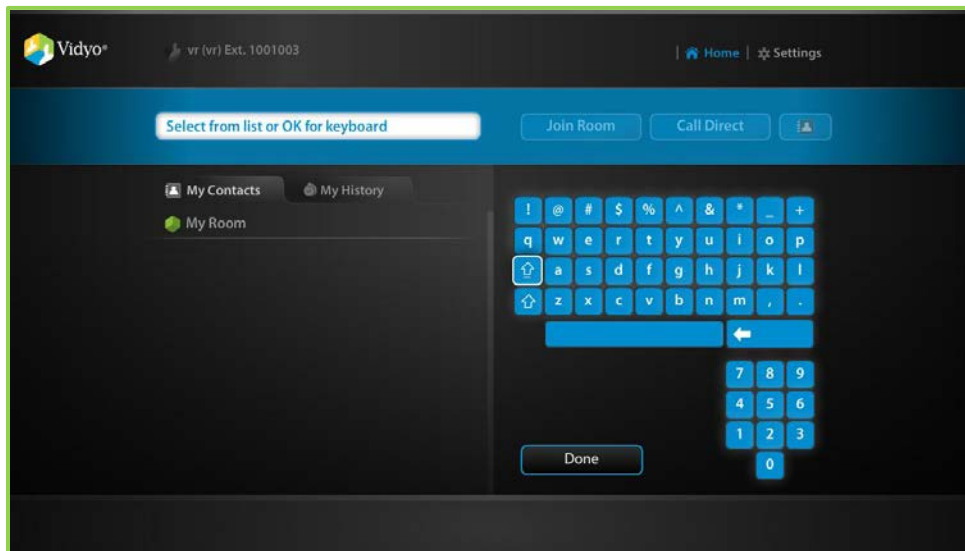 Vidyo®
vr (vr) Ext. 1001003
| Home | Settings
Select from list or OK for keyboard
Join Room
Call Direct
My Contacts
My History
My Room
! @ # $ % ^ & * _ +
q w e r t y u i o p
a s d f g h j k l
z x c v b n m , .
7 8 9
4 5 6
1 2 3
0
Done